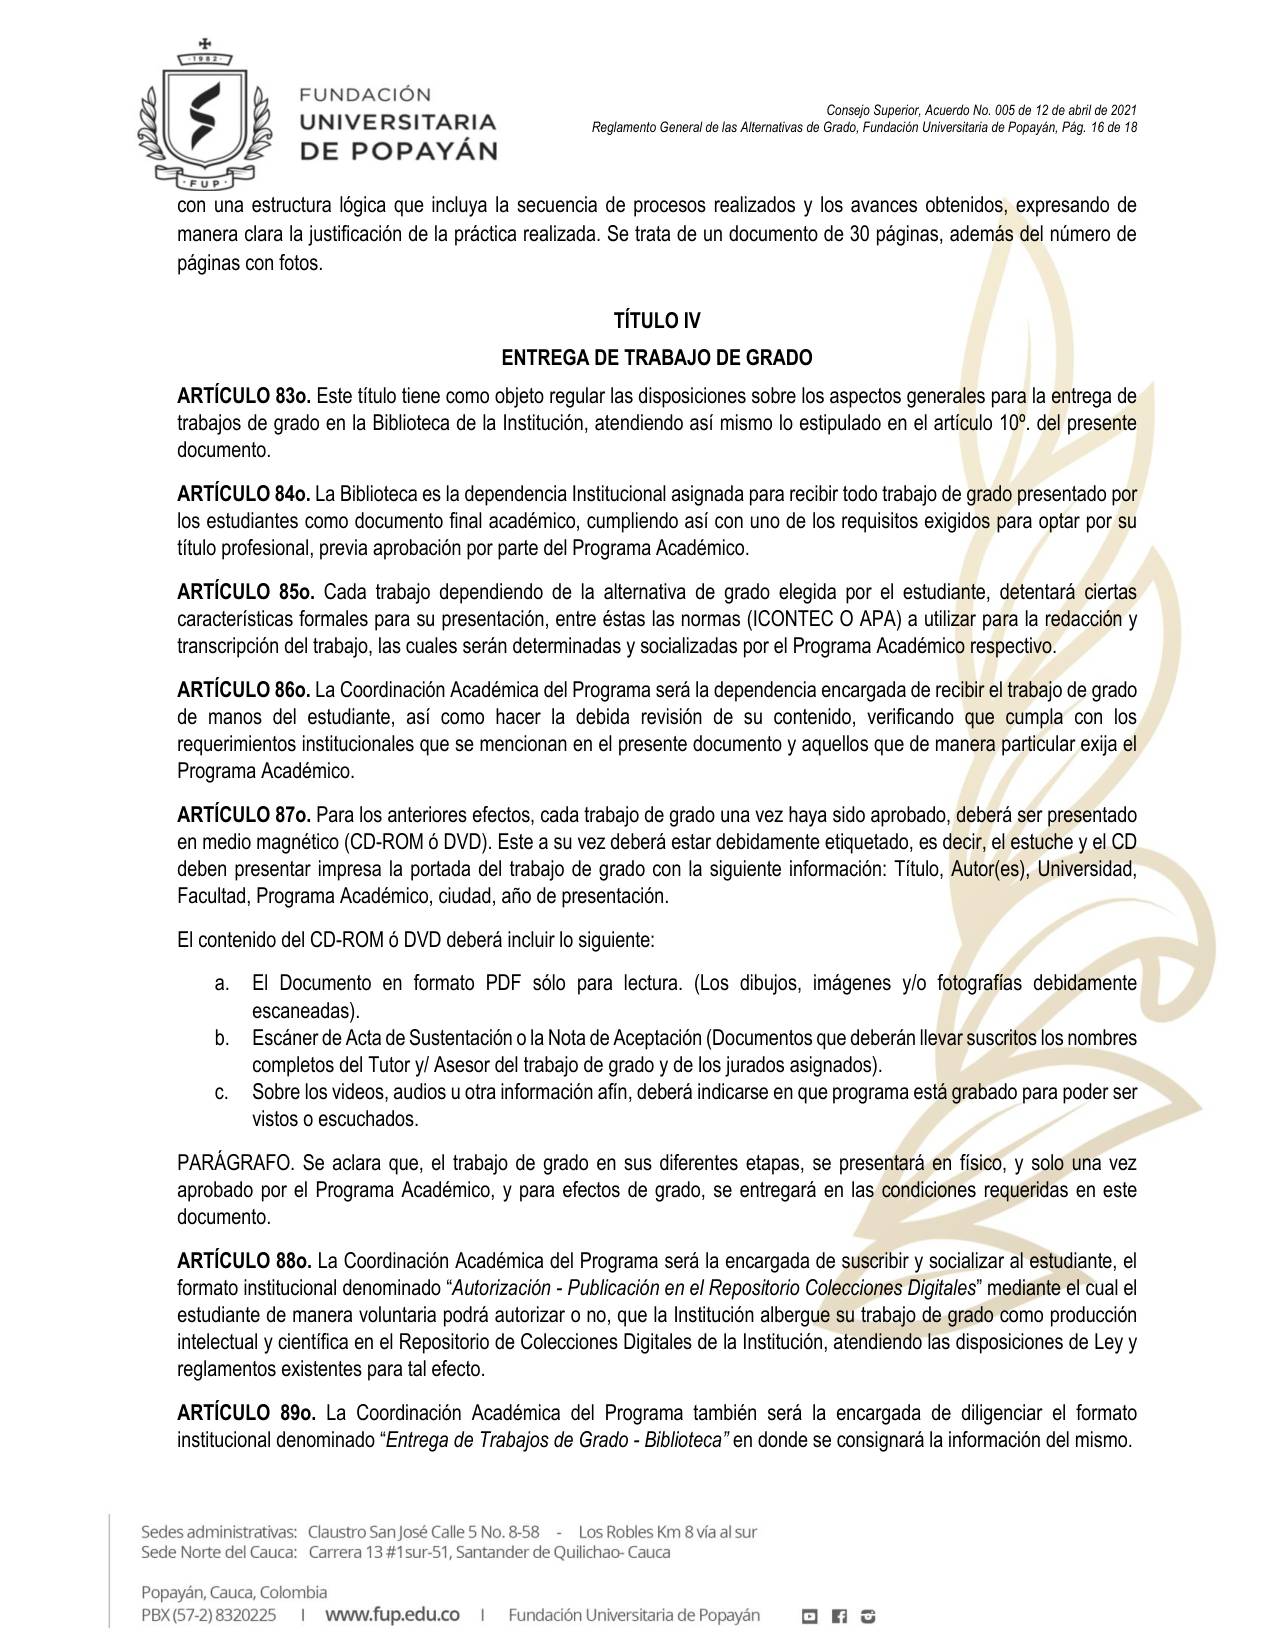 1982
FUP
FUNDACIÓN
UNIVERSITARIA
DE POPAYÁN
Consejo Superior, Acuerdo No. 005 de 12 de abril de 2021
Reglamento General de las Alternativas de Grado, Fundación Universitaria de Popayán, Pág. 16 de 18
con una estructura lógica que incluya la secuencia de procesos realizados y los avances obtenidos, expresando de
manera clara la justificación de la práctica realizada. Se trata de un documento de 30 páginas, además del número de
páginas con fotos.
TÍTULO IV
ENTREGA DE TRABAJO DE GRADO
ARTÍCULO 83o. Este título tiene como objeto regular las disposiciones sobre los aspectos generales para la entrega de
trabajos de grado en la Biblioteca de la Institución, atendiendo así mismo lo estipulado en el artículo 10º. del presente
documento.
ARTÍCULO 84o. La Biblioteca es la dependencia Institucional asignada para recibir todo trabajo de grado presentado por
los estudiantes como documento final académico, cumpliendo así con uno de los requisitos exigidos para optar por su
título profesional, previa aprobación por parte del Programa Académico.
ARTÍCULO 85o. Cada trabajo dependiendo de la alternativa de grado elegida por el estudiante, detentará ciertas
características formales para su presentación, entre éstas las normas (ICONTEC O APA) a utilizar para la redacción y
transcripción del trabajo, las cuales serán determinadas y socializadas por el Programa Académico respectivo.
ARTÍCULO 86o. La Coordinación Académica del Programa será la dependencia encargada de recibir el trabajo de grado
de manos del estudiante, así como hacer la debida revisión de su contenido, verificando que cumpla con los
requerimientos institucionales que se mencionan en el presente documento y aquellos que de manera particular exija el
Programa Académico.
ARTÍCULO 87o. Para los anteriores efectos, cada trabajo de grado una vez haya sido aprobado, deberá ser presentado
en medio magnético (CD-ROM ó DVD). Este a su vez deberá estar debidamente etiquetado, es decir, el estuche y el CD
deben presentar impresa la portada del trabajo de grado con la siguiente información: Título, Autor(es), Universidad,
Facultad, Programa Académico, ciudad, año de presentación.
El contenido del CD-ROM ó DVD deberá incluir lo siguiente:
a. El Documento en formato PDF sólo para lectura. (Los dibujos, imágenes y/o fotografías debidamente
escaneadas).
b. Escáner de Acta de Sustentación o la Nota de Aceptación (Documentos que deberán llevar suscritos los nombres
completos del Tutor y/ Asesor del trabajo de grado y de los jurados asignados).
c. Sobre los videos, audios u otra información afín, deberá indicarse en que programa está grabado para poder ser
vistos o escuchados.
PARÁGRAFO. Se aclara que, el trabajo de grado en sus diferentes etapas, se presentará en físico, y solo una vez
aprobado por el Programa Académico, y para efectos de grado, se entregará en las condiciones requeridas en este
documento.
ARTÍCULO 88o. La Coordinación Académica del Programa será la encargada de suscribir y socializar al estudiante, el
formato institucional denominado “Autorización - Publicación en el Repositorio Colecciones Digitales” mediante el cual el
estudiante de manera voluntaria podrá autorizar o no, que la Institución albergue su trabajo de grado como producción
intelectual y científica en el Repositorio de Colecciones Digitales de la Institución, atendiendo las disposiciones de Ley y
reglamentos existentes para tal efecto.
ARTÍCULO 89o. La Coordinación Académica del Programa también será la encargada de diligenciar el formato
institucional denominado “Entrega de Trabajos de Grado - Biblioteca” en donde se consignará la información del mismo.
Sedes administrativas: Claustro San José Calle 5 No. 8-58 - Los Robles Km 8 vía al sur
Sede Norte del Cauca: Carrera 13 #1sur-51, Santander de Quilichao- Cauca
Popayán, Cauca, Colombia
PBX (57-2) 8320225 | www.fup.edu.co | Fundación Universitaria de Popayán